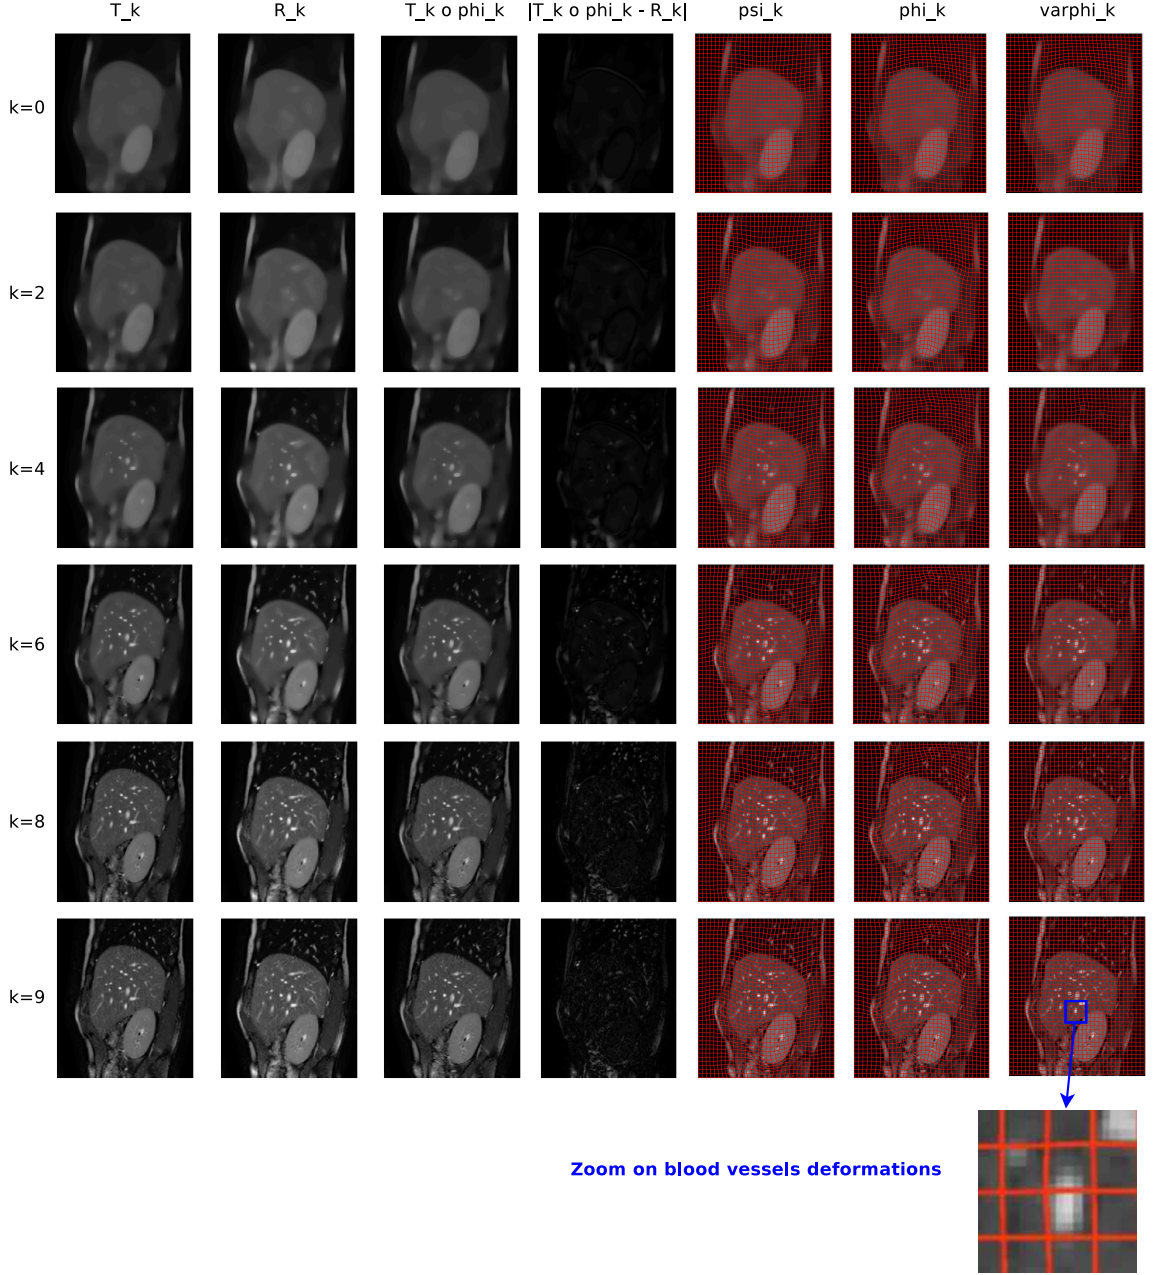 T_k R_k T_k o phi_k |T_k o phi_k - R_k| psi_k phi_k varphi_k
k=0
k=2
k=4
k=6
k=8
k=9
Zoom on blood vessels deformations